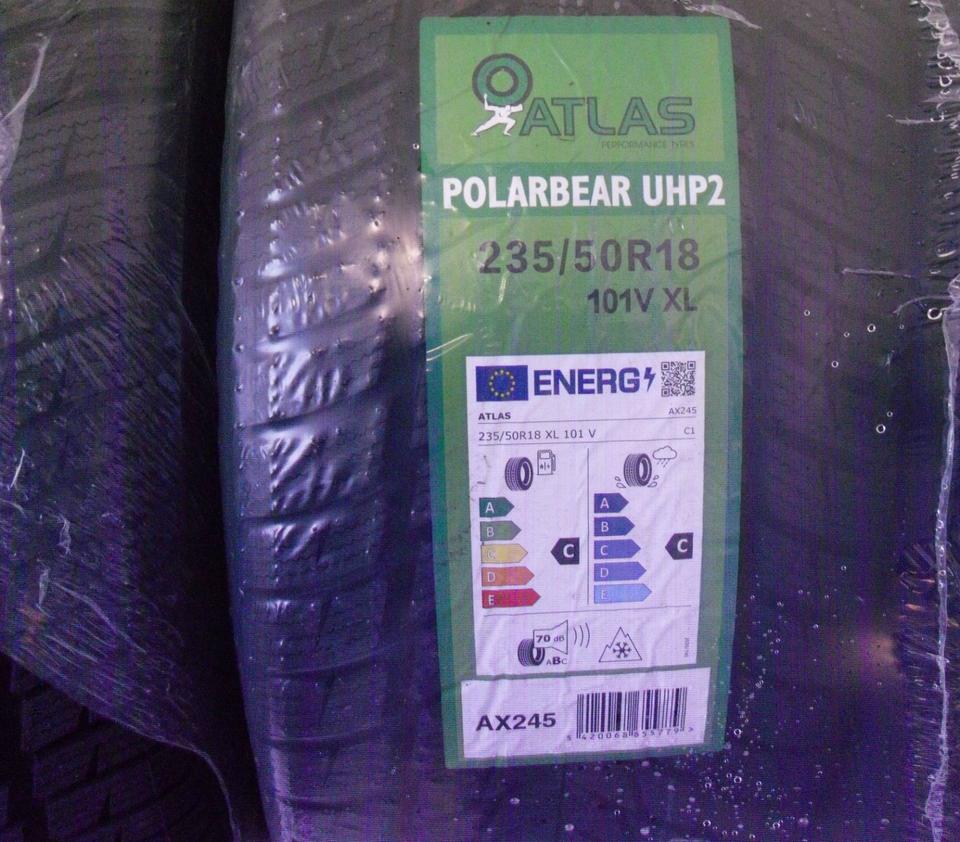 ATLAS
PERFORMANCE TYRES
POLARBEAR UHP2
235/50R18
101V XL
ENERG
ATLAS AX245
235/50R18 XL 101 V C1
A A
B B
C C C C
D D
E E
70 dB
ABC
AX245
5420068655779